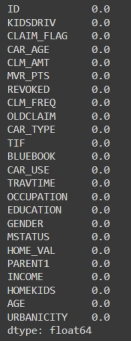 ID 0.0
KIDSDRIV 0.0
CLAIM_FLAG 0.0
CAR_AGE 0.0
CLM_AMT 0.0
MVR_PTS 0.0
REVOKED 0.0
CLM_FREQ 0.0
OLDCLAIM 0.0
CAR_TYPE 0.0
TIF 0.0
BLUEBOOK 0.0
CAR_USE 0.0
TRAVTIME 0.0
OCCUPATION 0.0
EDUCATION 0.0
GENDER 0.0
MSTATUS 0.0
HOME_VAL 0.0
PARENT1 0.0
INCOME 0.0
HOMEKIDS 0.0
AGE 0.0
URBANICITY 0.0
dtype: float64